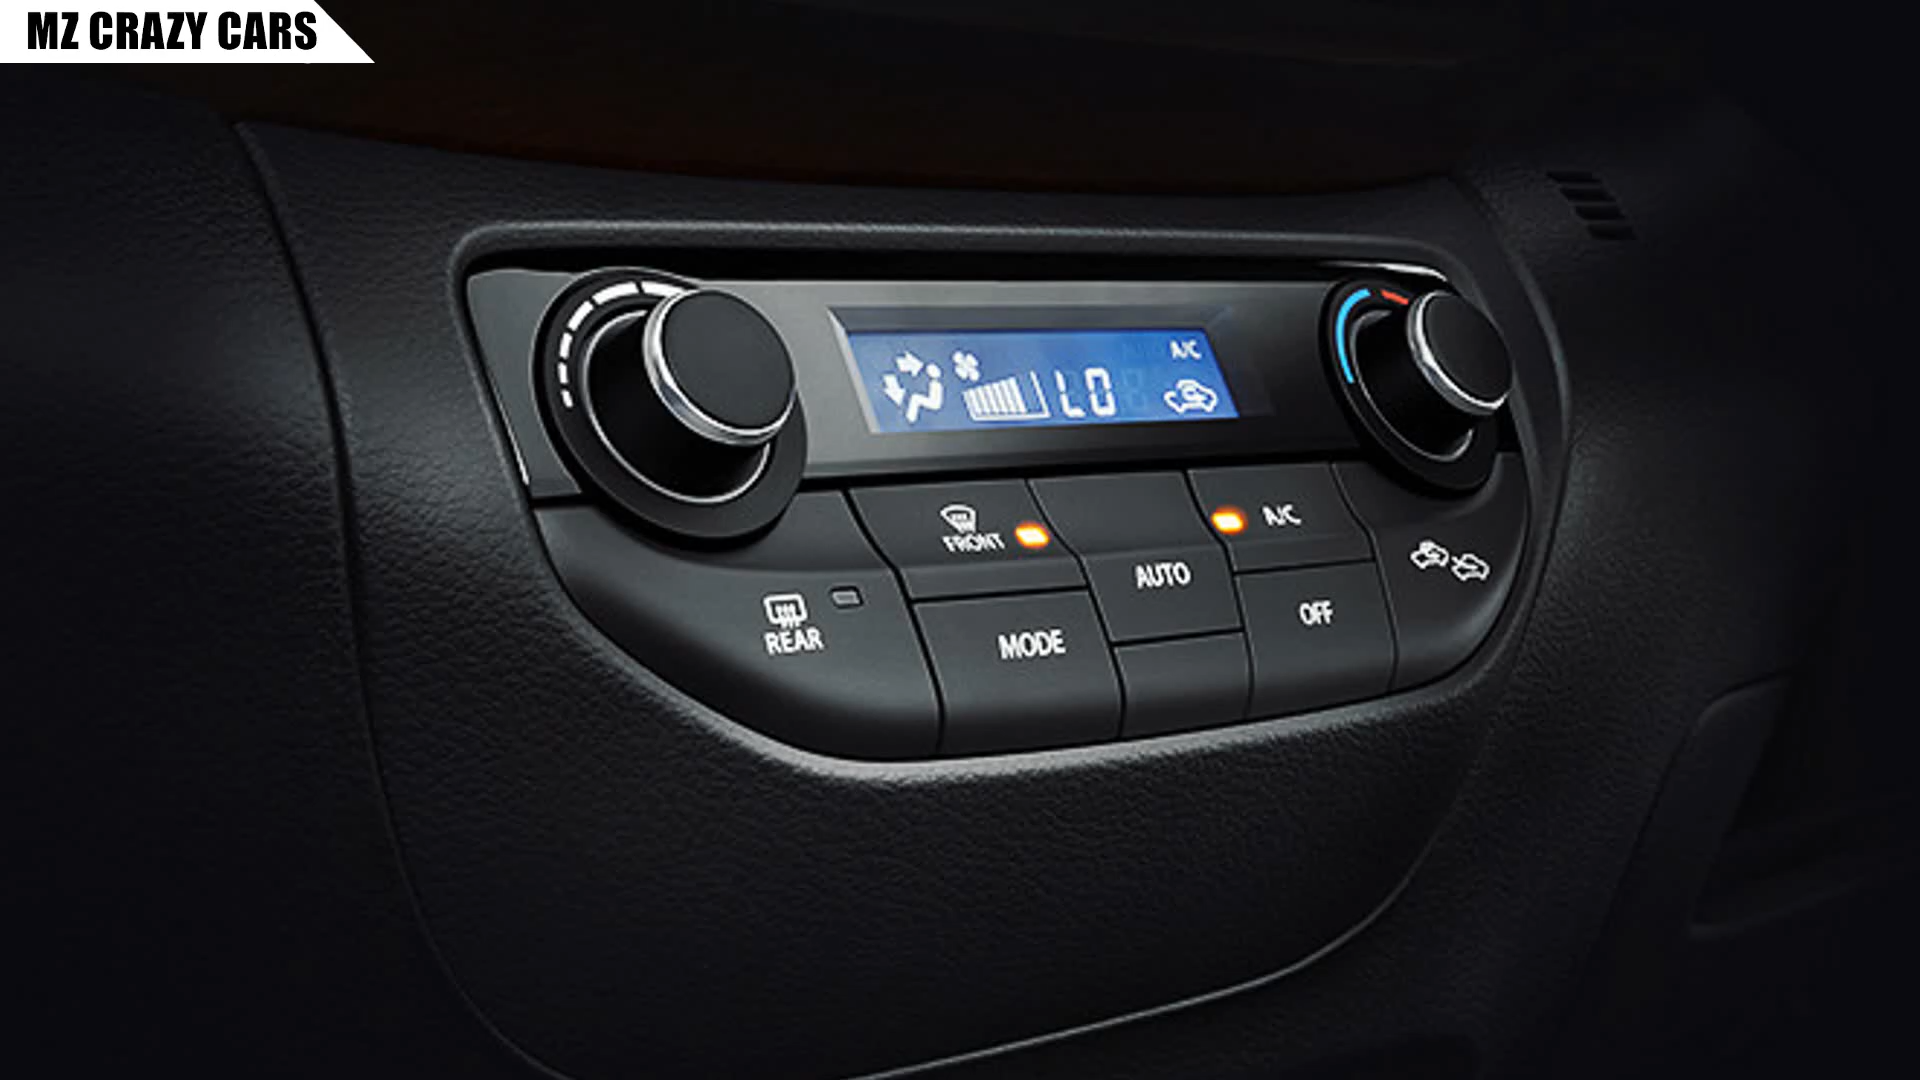 MZ CRAZY CARS
A/C
LO
FRONT
A/C
AUTO
REAR
MODE
OFF